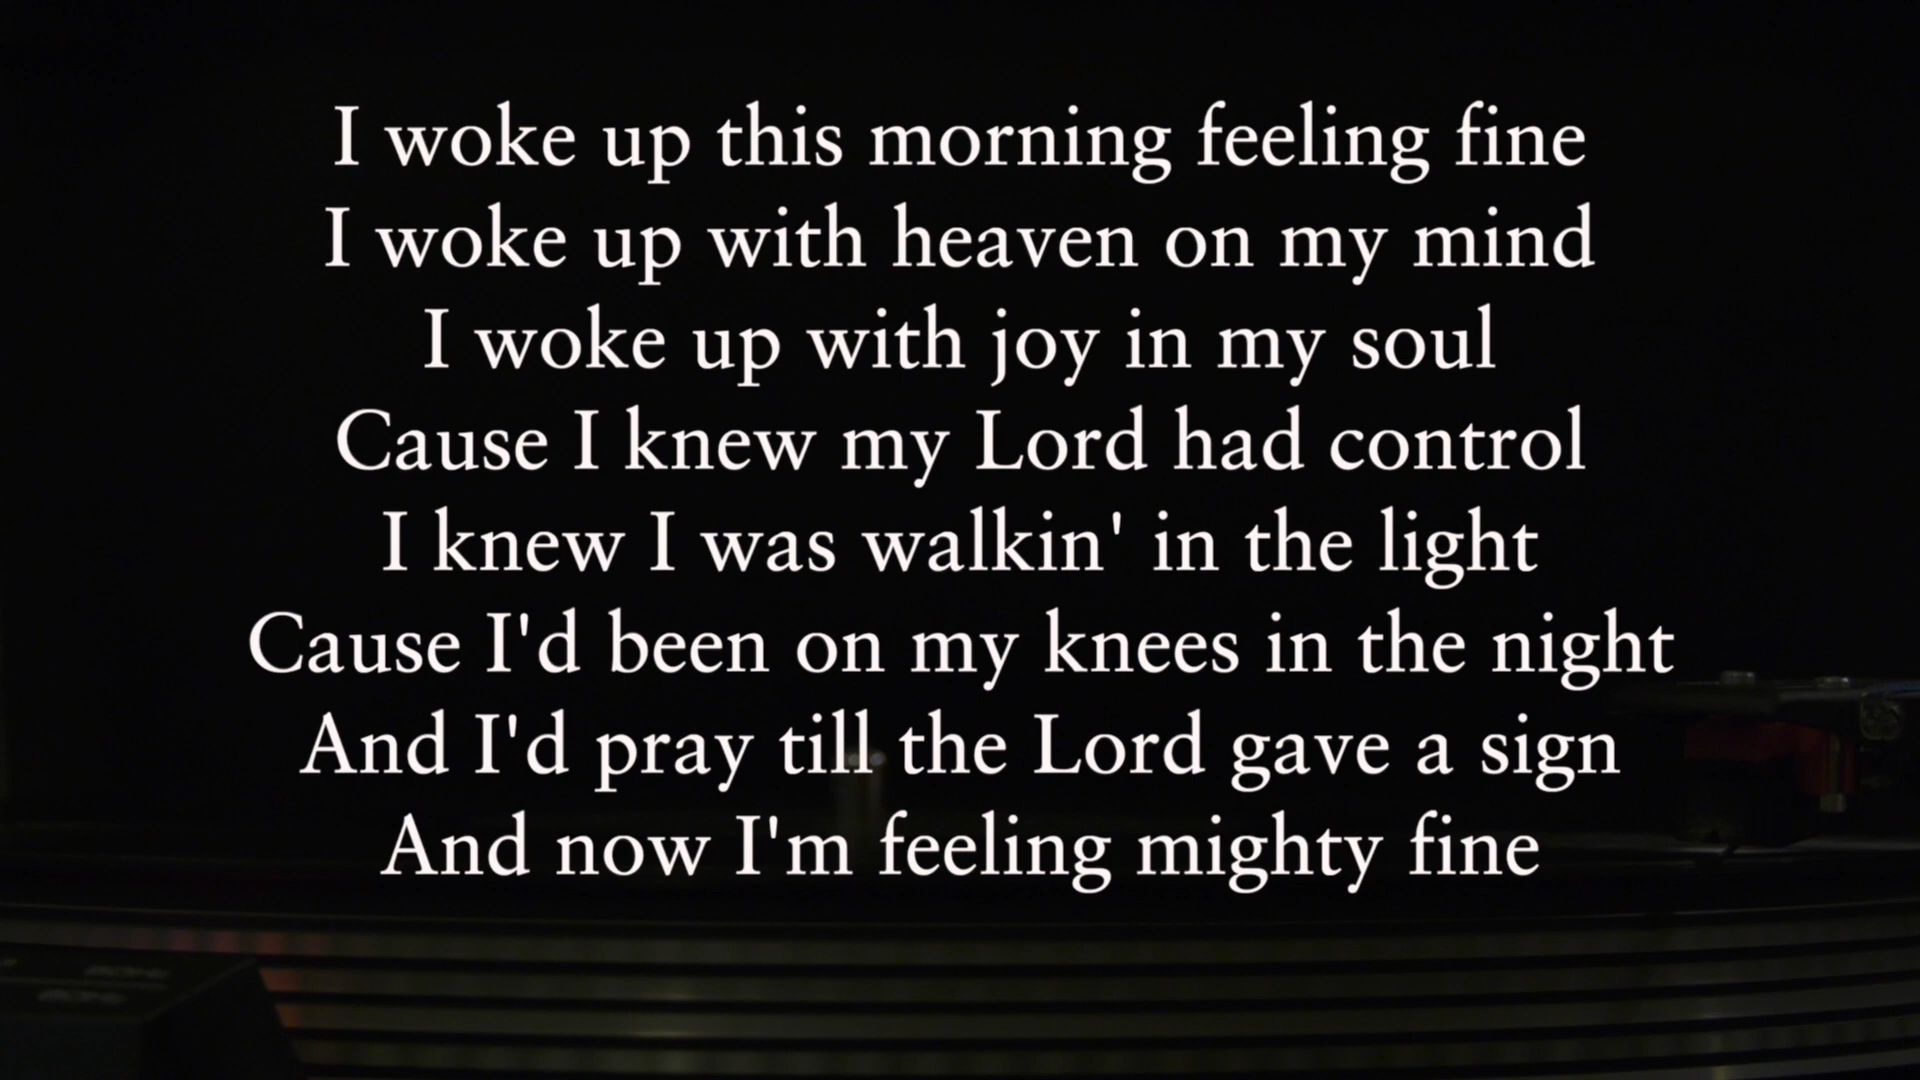 I woke up this morning feeling fine
I woke up with heaven on my mind
I woke up with joy in my soul
Cause I knew my Lord had control
I knew I was walkin' in the light
Cause I'd been on my knees in the night
And I'd pray till the Lord gave a sign
And now I'm feeling mighty fine